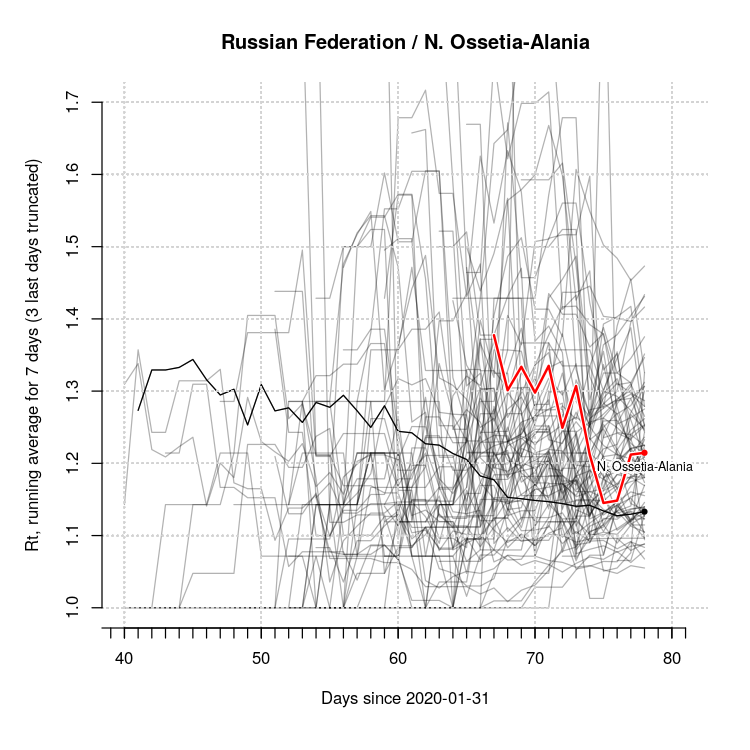 Russian Federation / N. Ossetia-Alania
Rt, running average for 7 days (3 last days truncated)
1.7
1.6
1.5
1.4
1.3
1.2
1.1
1.0
N. Ossetia-Alania
40 50 60 70 80
Days since 2020-01-31